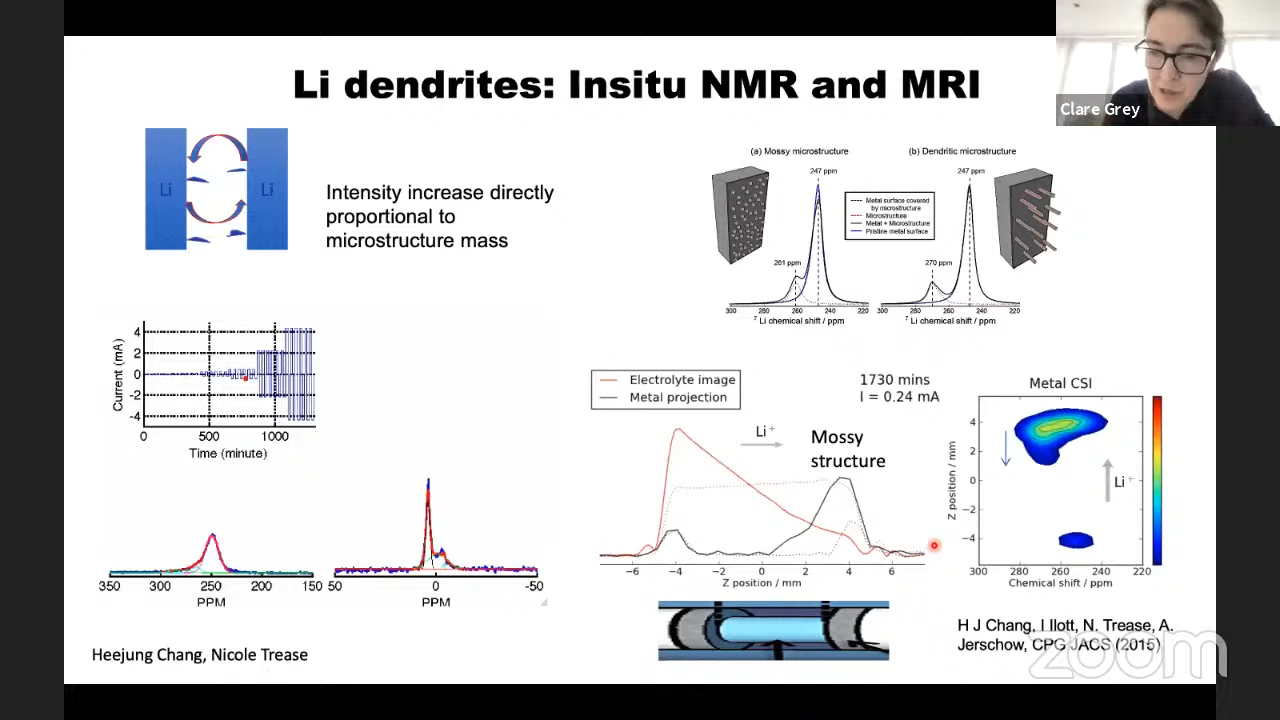 Li dendrites: Insitu NMR and MRI
Clare Grey
Li
Li
Intensity increase directly
proportional to
microstructure mass
(a) Mossy microstructure
(b) Dendritic microstructure
247 ppm
247 ppm
Metal surface covered
by microstructure
Microstructure
Metal + Microstructure
Pristine metal surface
261 ppm
270 ppm
300 280 260 240 220
300 280 260 240 220
7 Li chemical shift / ppm
7 Li chemical shift / ppm
Current (mA)
4
2
0
-2
-4
0 500 1000
Time (minute)
350 300 250 200 150
PPM
50 0 -50
PPM
Heejung Chang, Nicole Trease
Electrolyte image
Metal projection
1730 mins
I = 0.24 mA
Li+
Mossy
structure
−6 −4 −2 0 2 4 6
Z position / mm
Metal CSI
Z position / mm
4
2
0
−2
−4
Li+
300 280 260 240 220
Chemical shift / ppm
H J Chang, I Ilott, N. Trease, A.
Jerschow, CPG JACS (2015)
zoom